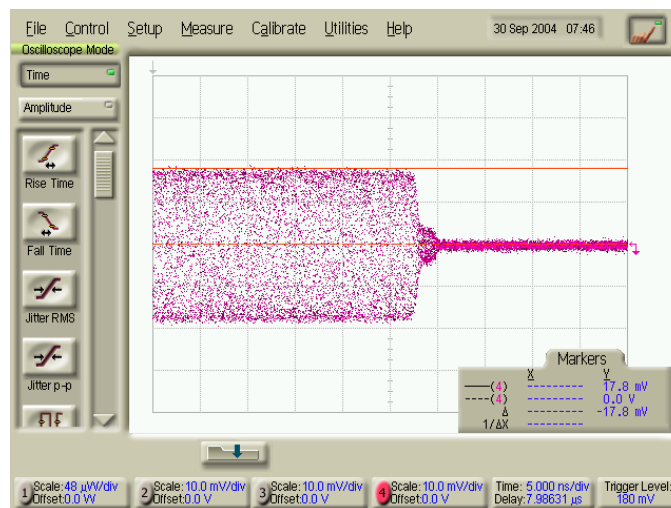 File Control Setup Measure Calibrate Utilities Help 30 Sep 2004 07:46
Oscilloscope Mode
Time
Amplitude
Rise Time
Fall Time
Jitter RMS
Jitter p-p
Markers
X Y
(4) --------- 17.8 mV
----(4) --------- 0.0 V
Δ --------- -17.8 mV
1/ΔX ---------
1 Scale:48 µW/div 2 Scale:10.0 mV/div 3 Scale:10.0 mV/div 4 Scale:10.0 mV/div Time: 5.000 ns/div Trigger Level:
Offset:0.0 W Offset:0.0 V Offset:0.0 V Offset:0.0 V Delay:7.98631 µs 180 mV